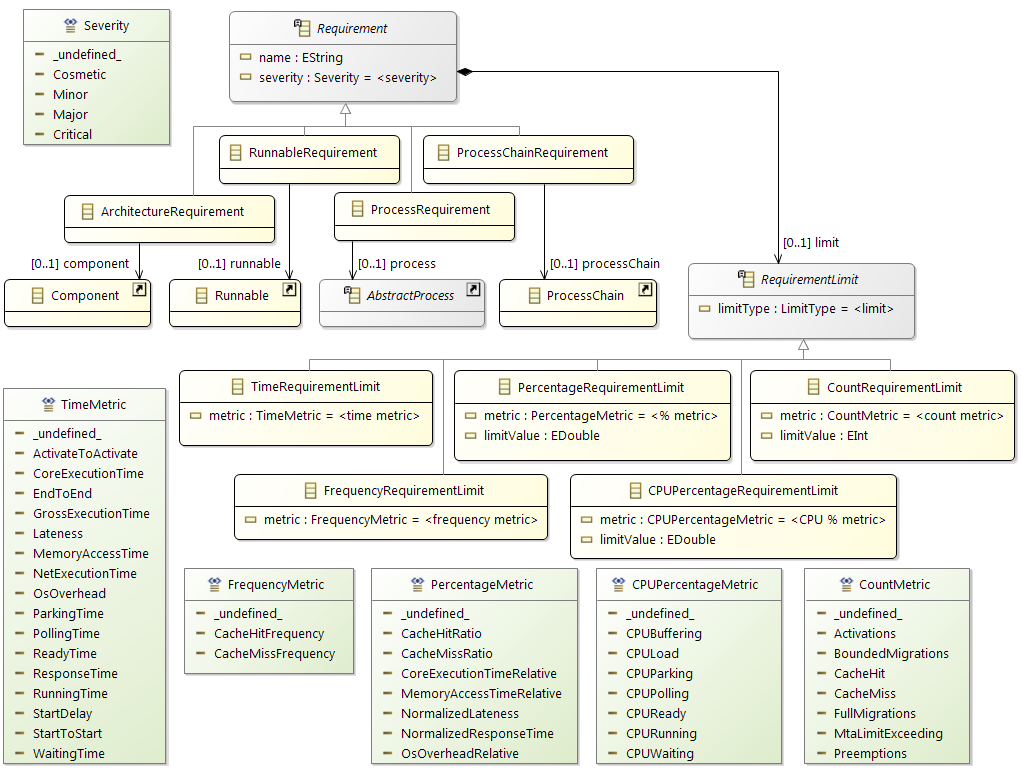 Severity
_undefined_
Cosmetic
Minor
Major
Critical
Requirement
name : EString
severity : Severity = <severity>
RunnableRequirement
ProcessChainRequirement
ArchitectureRequirement
ProcessRequirement
[0..1] limit
[0..1] component
[0..1] runnable
[0..1] process
[0..1] processChain
Component
Runnable
AbstractProcess
ProcessChain
RequirementLimit
limitType : LimitType = <limit>
TimeRequirementLimit
metric : TimeMetric = <time metric>
PercentageRequirementLimit
metric : PercentageMetric = <% metric>
limitValue : EDouble
CountRequirementLimit
metric : CountMetric = <count metric>
limitValue : EInt
FrequencyRequirementLimit
metric : FrequencyMetric = <frequency metric>
CPUPercentageRequirementLimit
metric : CPUPercentageMetric = <CPU % metric>
limitValue : EDouble
TimeMetric
_undefined_
ActivateToActivate
CoreExecutionTime
EndToEnd
GrossExecutionTime
Lateness
MemoryAccessTime
NetExecutionTime
OsOverhead
ParkingTime
PollingTime
ReadyTime
ResponseTime
RunningTime
StartDelay
StartToStart
WaitingTime
FrequencyMetric
_undefined_
CacheHitFrequency
CacheMissFrequency
PercentageMetric
_undefined_
CacheHitRatio
CacheMissRatio
CoreExecutionTimeRelative
MemoryAccessTimeRelative
NormalizedLateness
NormalizedResponseTime
OsOverheadRelative
CPUPercentageMetric
_undefined_
CPUBuffering
CPULoad
CPUParking
CPUPolling
CPUReady
CPURunning
CPUWaiting
CountMetric
_undefined_
Activations
BoundedMigrations
CacheHit
CacheMiss
FullMigrations
MtaLimitExceeding
Preemptions